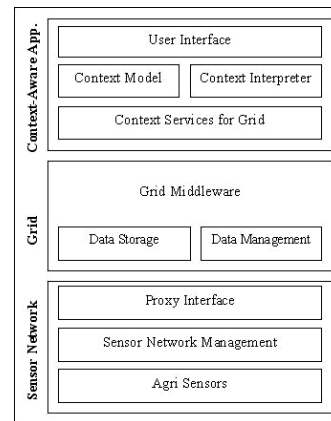 Context-Aware App.
User Interface
Context Model
Context Interpreter
Context Services for Grid
Grid
Grid Middleware
Data Storage
Data Management
Sensor Network
Proxy Interface
Sensor Network Management
Agri Sensors